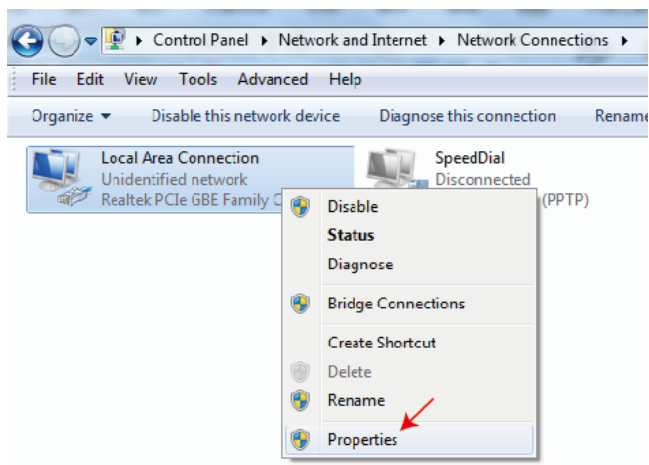 Control Panel Network and Internet Network Connections
File Edit View Tools Advanced Help
Organize Disable this network device Diagnose this connection Rename
Local Area Connection
Unidentified network
Realtek PCIe GBE Family C
SpeedDial
Disconnected
(PPTP)
Disable
Status
Diagnose
Bridge Connections
Create Shortcut
Delete
Rename
Properties